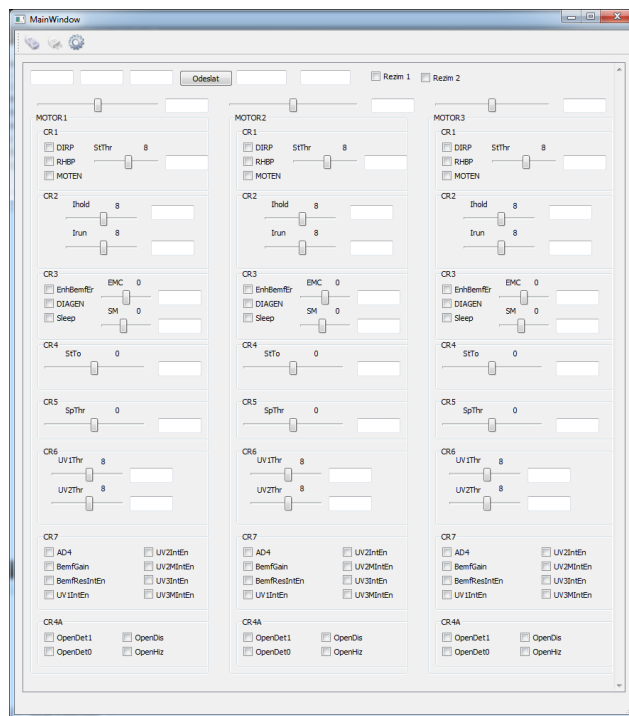 MainWindow
Odeslat Rezim 1 Rezim 2
MOTOR1 MOTOR2 MOTOR3
CR1 CR1 CR1
DIRP StThr 8 DIRP StThr 8 DIRP StThr 8
RHBP RHBP RHBP
MOTEN MOTEN MOTEN
CR2 CR2 CR2
Ihold 8 Ihold 8 Ihold 8
Irun 8 Irun 8 Irun 8
CR3 CR3 CR3
EMC 0 EMC 0 EMC 0
EnhBemfEr EnhBemfEr EnhBemfEr
DIAGEN DIAGEN DIAGEN
SM 0 SM 0 SM 0
Sleep Sleep Sleep
CR4 CR4 CR4
StTo 0 StTo 0 StTo 0
CR5 CR5 CR5
SpThr 0 SpThr 0 SpThr 0
CR6 CR6 CR6
UV1Thr 8 UV1Thr 8 UV1Thr 8
UV2Thr 8 UV2Thr 8 UV2Thr 8
CR7 CR7 CR7
AD4 UV2IntEn AD4 UV2IntEn AD4 UV2IntEn
BemfGain UV2MIntEn BemfGain UV2MIntEn BemfGain UV2MIntEn
BemfResIntEn UV3IntEn BemfResIntEn UV3IntEn BemfResIntEn UV3IntEn
UV1IntEn UV3MIntEn UV1IntEn UV3MIntEn UV1IntEn UV3MIntEn
CR4A CR4A CR4A
OpenDet1 OpenDis OpenDet1 OpenDis OpenDet1 OpenDis
OpenDet0 OpenHiz OpenDet0 OpenHiz OpenDet0 OpenHiz